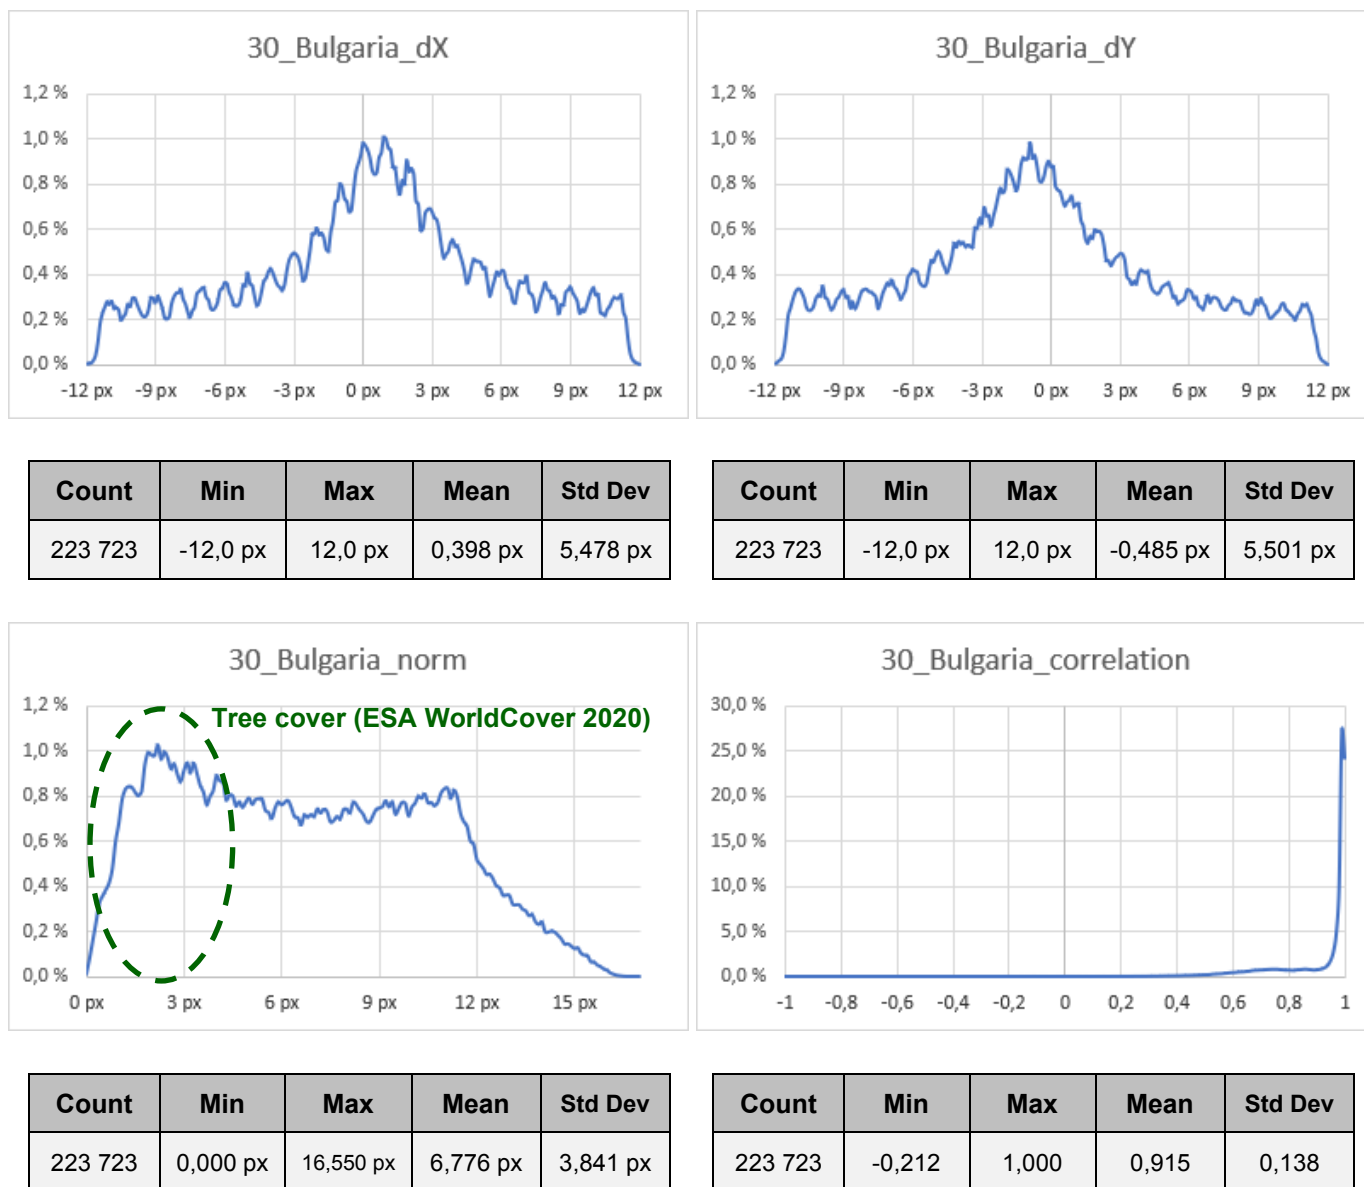 30_Bulgaria_dX
1,2 %
1,0 %
0,8 %
0,6 %
0,4 %
0,2 %
0,0 %
-12 px -9 px -6 px -3 px 0 px 3 px 6 px 9 px 12 px
30_Bulgaria_dY
1,2 %
1,0 %
0,8 %
0,6 %
0,4 %
0,2 %
0,0 %
-12 px -9 px -6 px -3 px 0 px 3 px 6 px 9 px 12 px
Count Min Max Mean Std Dev
223 723 -12,0 px 12,0 px 0,398 px 5,478 px
Count Min Max Mean Std Dev
223 723 -12,0 px 12,0 px -0,485 px 5,501 px
30_Bulgaria_norm
Tree cover (ESA WorldCover 2020)
1,2 %
1,0 %
0,8 %
0,6 %
0,4 %
0,2 %
0,0 %
0 px 3 px 6 px 9 px 12 px 15 px
30_Bulgaria_correlation
30,0 %
25,0 %
20,0 %
15,0 %
10,0 %
5,0 %
0,0 %
-1 -0,8 -0,6 -0,4 -0,2 0 0,2 0,4 0,6 0,8 1
Count Min Max Mean Std Dev
223 723 0,000 px 16,550 px 6,776 px 3,841 px
Count Min Max Mean Std Dev
223 723 -0,212 1,000 0,915 0,138